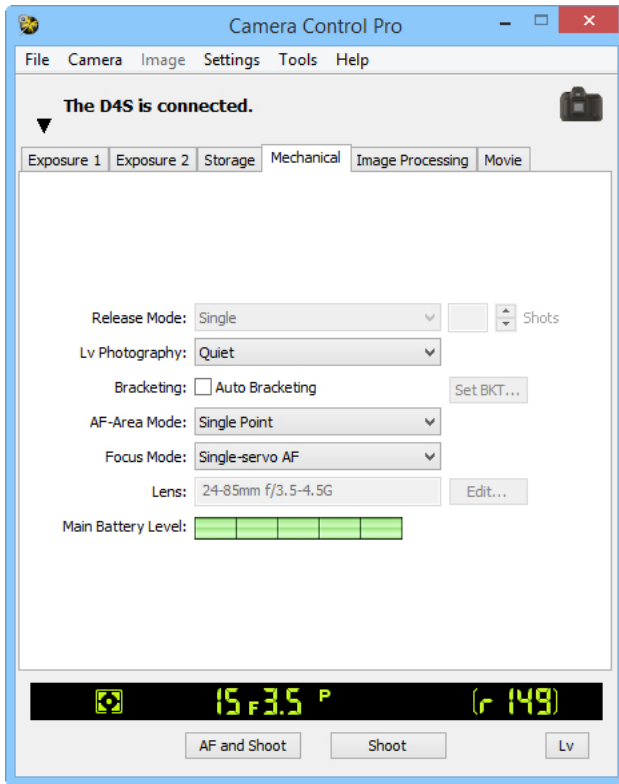 Camera Control Pro
File Camera Image Settings Tools Help
The D4S is connected.
Exposure 1 Exposure 2 Storage Mechanical Image Processing Movie
Release Mode: Single Shots
Lv Photography: Quiet
Bracketing: Auto Bracketing Set BKT...
AF-Area Mode: Single Point
Focus Mode: Single-servo AF
Lens: 24-85mm f/3.5-4.5G Edit...
Main Battery Level:
15 F3.5 P (r 149)
AF and Shoot Shoot Lv